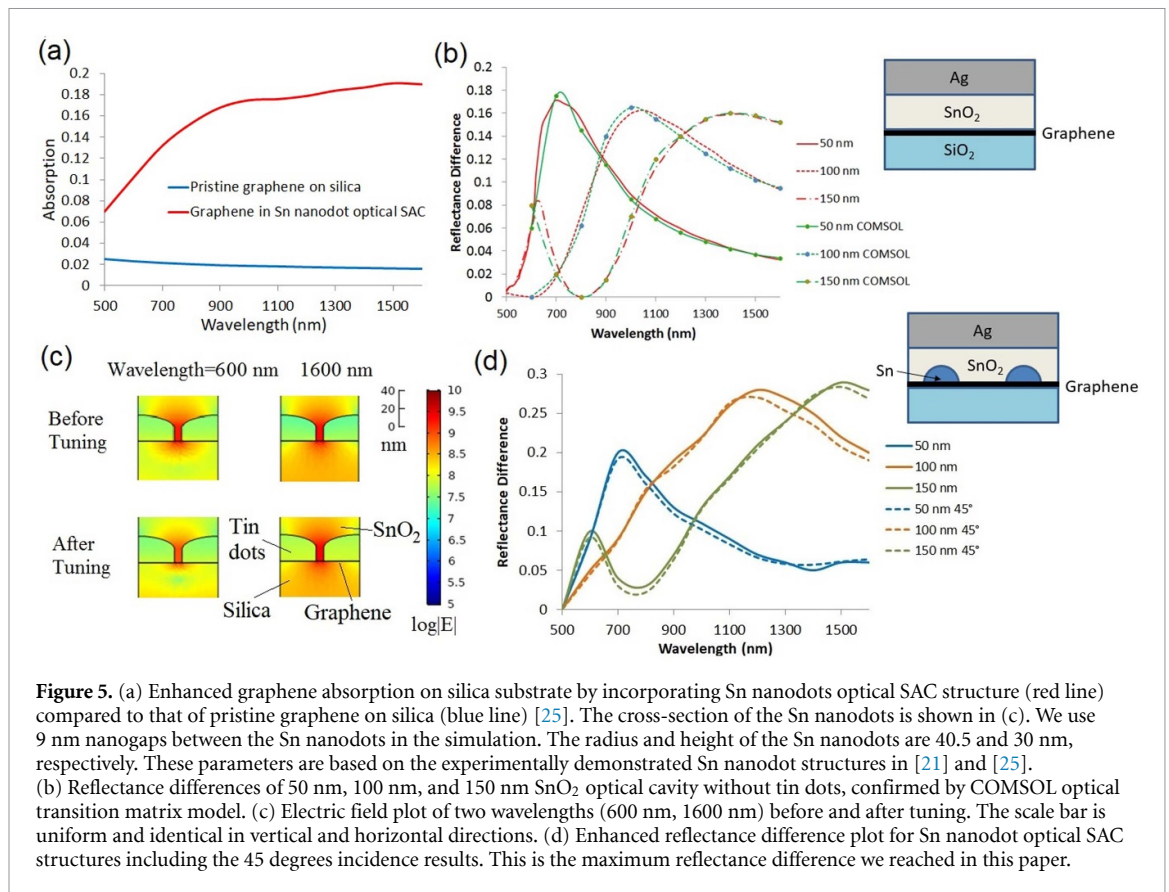 (a)
0.2
0.18
0.16
0.14
0.12
0.1
0.08
0.06
0.04
0.02
0
Absorption
Pristine graphene on silica
Graphene in Sn nanodot optical SAC
500 700 900 1100 1300 1500
Wavelength (nm)
(b)
0.2
0.18
0.16
0.14
0.12
0.1
0.08
0.06
0.04
0.02
0
Reflectance Difference
500 700 900 1100 1300 1500
Wavelength (nm)
50 nm
100 nm
150 nm
50 nm COMSOL
100 nm COMSOL
150 nm COMSOL
Ag
SnO2
Graphene
SiO2
(c)
Wavelength=600 nm 1600 nm
Before
Tuning
After
Tuning
40
20
0
nm
10
9.5
9
8.5
8
7.5
7
6.5
6
5.5
5
log|E|
Tin
dots
SnO2
Silica
Graphene
(d)
0.3
0.25
0.2
0.15
0.1
0.05
0
Reflectance Difference
500 700 900 1100 1300 1500
Wavelength (nm)
Ag
Sn
SnO2
Graphene
50 nm
100 nm
150 nm
50 nm 45°
100 nm 45°
150 nm 45°
Figure 5. (a) Enhanced graphene absorption on silica substrate by incorporating Sn nanodots optical SAC structure (red line)
compared to that of pristine graphene on silica (blue line) [25]. The cross-section of the Sn nanodots is shown in (c). We use
9 nm nanogaps between the Sn nanodots in the simulation. The radius and height of the Sn nanodots are 40.5 and 30 nm,
respectively. These parameters are based on the experimentally demonstrated Sn nanodot structures in [21] and [25].
(b) Reflectance differences of 50 nm, 100 nm, and 150 nm SnO2 optical cavity without tin dots, confirmed by COMSOL optical
transition matrix model. (c) Electric field plot of two wavelengths (600 nm, 1600 nm) before and after tuning. The scale bar is
uniform and identical in vertical and horizontal directions. (d) Enhanced reflectance difference plot for Sn nanodot optical SAC
structures including the 45 degrees incidence results. This is the maximum reflectance difference we reached in this paper.